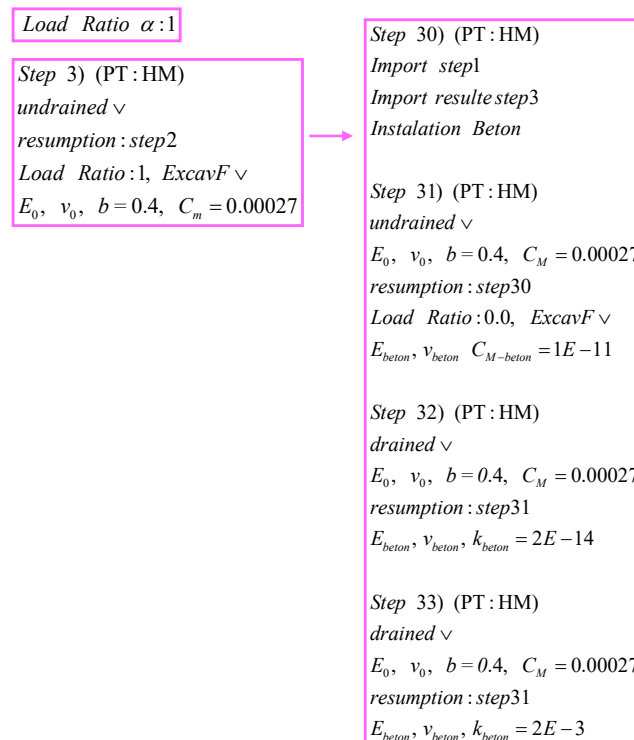 Load Ratio α:1
Step 3) (PT:HM)
undrained ∨
resumption:step2
Load Ratio:1, ExcavF ∨
E₀, ν₀, b=0.4, Cₘ=0.00027
Step 30) (PT:HM)
Import step1
Import resulte step3
Instalation Beton
Step 31) (PT:HM)
undrained ∨
E₀, ν₀, b=0.4, C_M=0.00027
resumption:step30
Load Ratio:0.0, ExcavF ∨
E_beton, ν_beton C_M-beton=1E-11
Step 32) (PT:HM)
drained ∨
E₀, ν₀, b=0.4, C_M=0.00027
resumption:step31
E_beton, ν_beton, k_beton=2E-14
Step 33) (PT:HM)
drained ∨
E₀, ν₀, b=0.4, C_M=0.00027
resumption:step31
E_beton, ν_beton, k_beton=2E-3